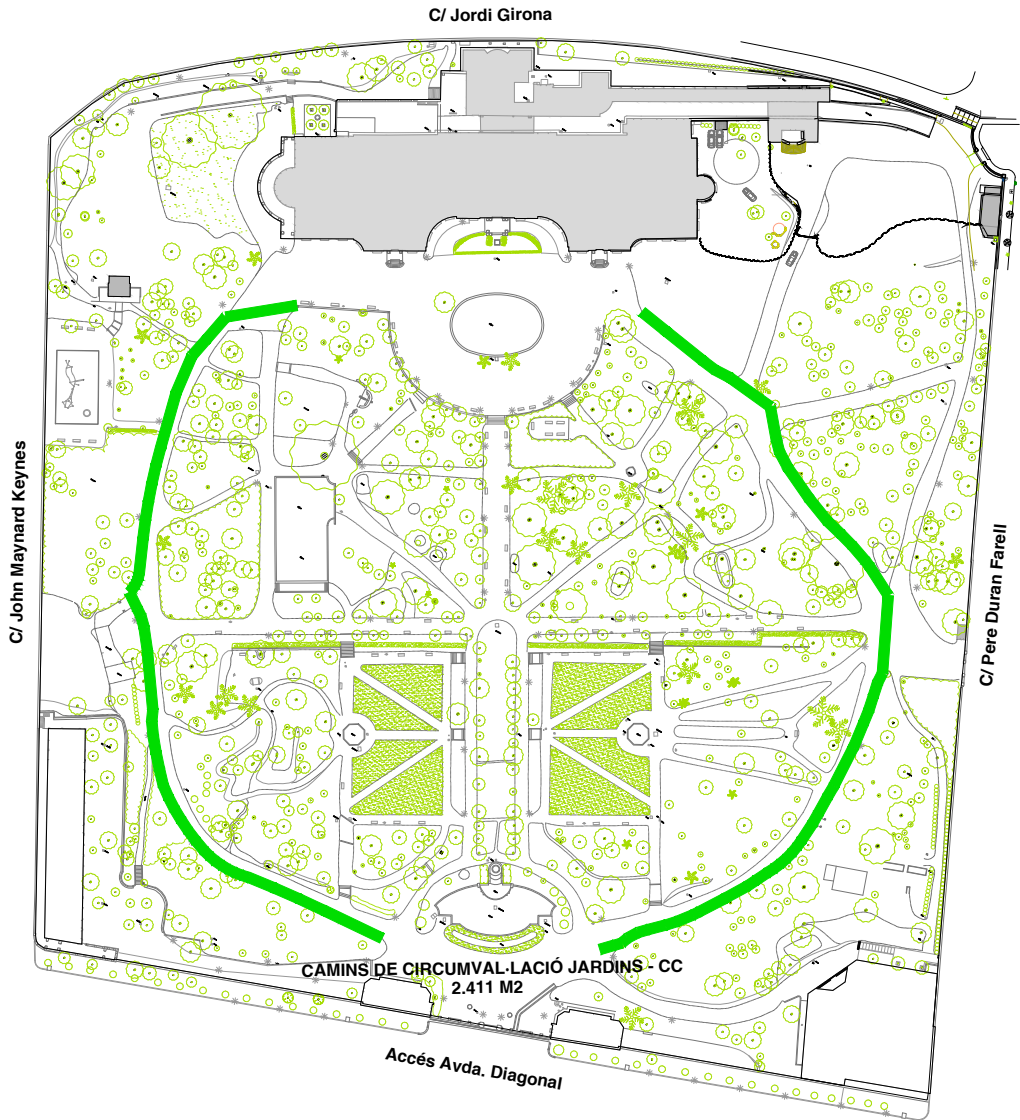 C/ Jordi Girona
C/ John Maynard Keynes
C/ Pere Duran Farell
CAMINS DE CIRCUMVAL·LACIÓ JARDINS - CC
2.411 M2
Accés Avda. Diagonal